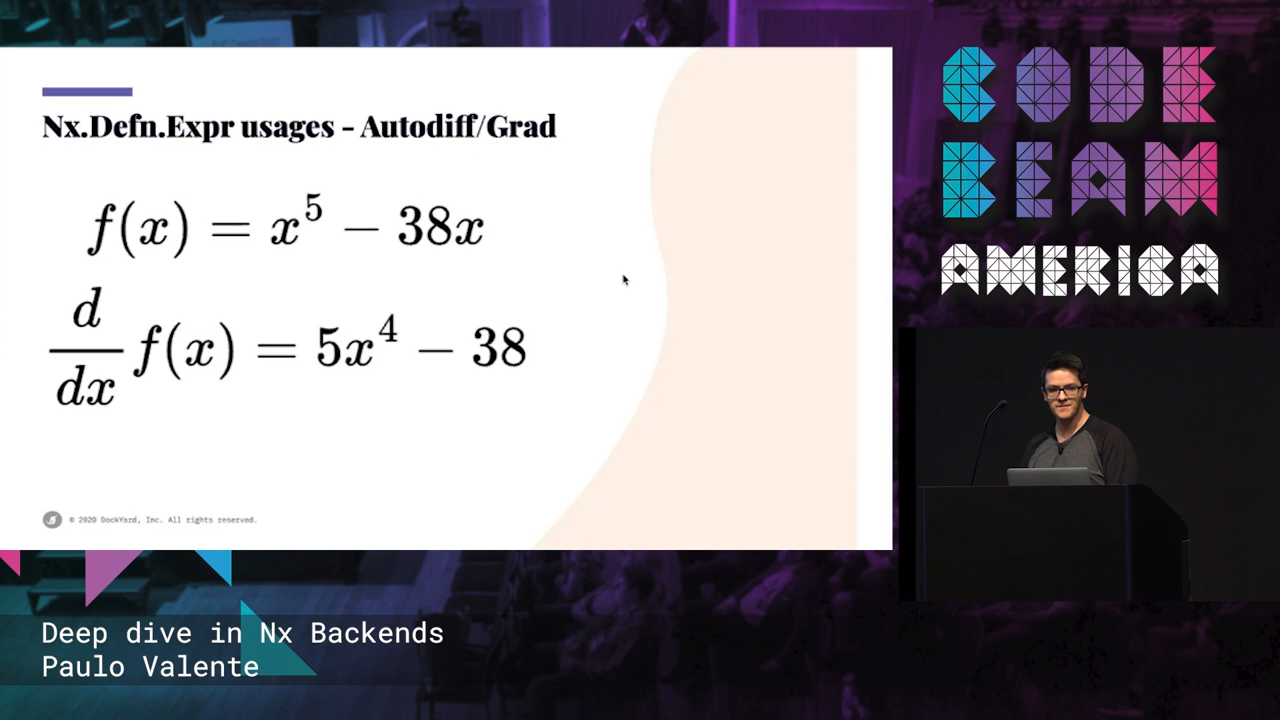 Nx.Defn.Expr usages - Autodiff/Grad
f(x) = x^5 − 38x
d/dx f(x) = 5x^4 − 38
© 2020 DockYard, Inc. All rights reserved.
CODE
BEAM
AMERICA
Deep dive in Nx Backends
Paulo Valente